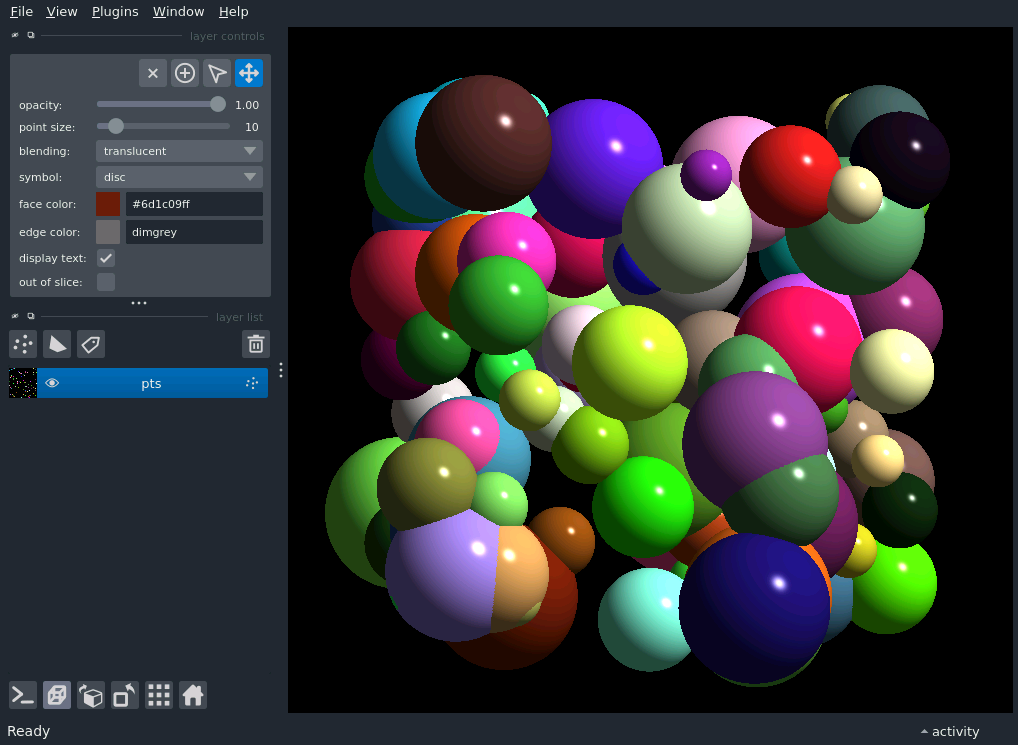 File View Plugins Window Help
layer controls
opacity: 1.00
point size: 10
blending: translucent
symbol: disc
face color: #6d1c09ff
edge color: dimgrey
display text:
out of slice:
layer list
pts
Ready
activity